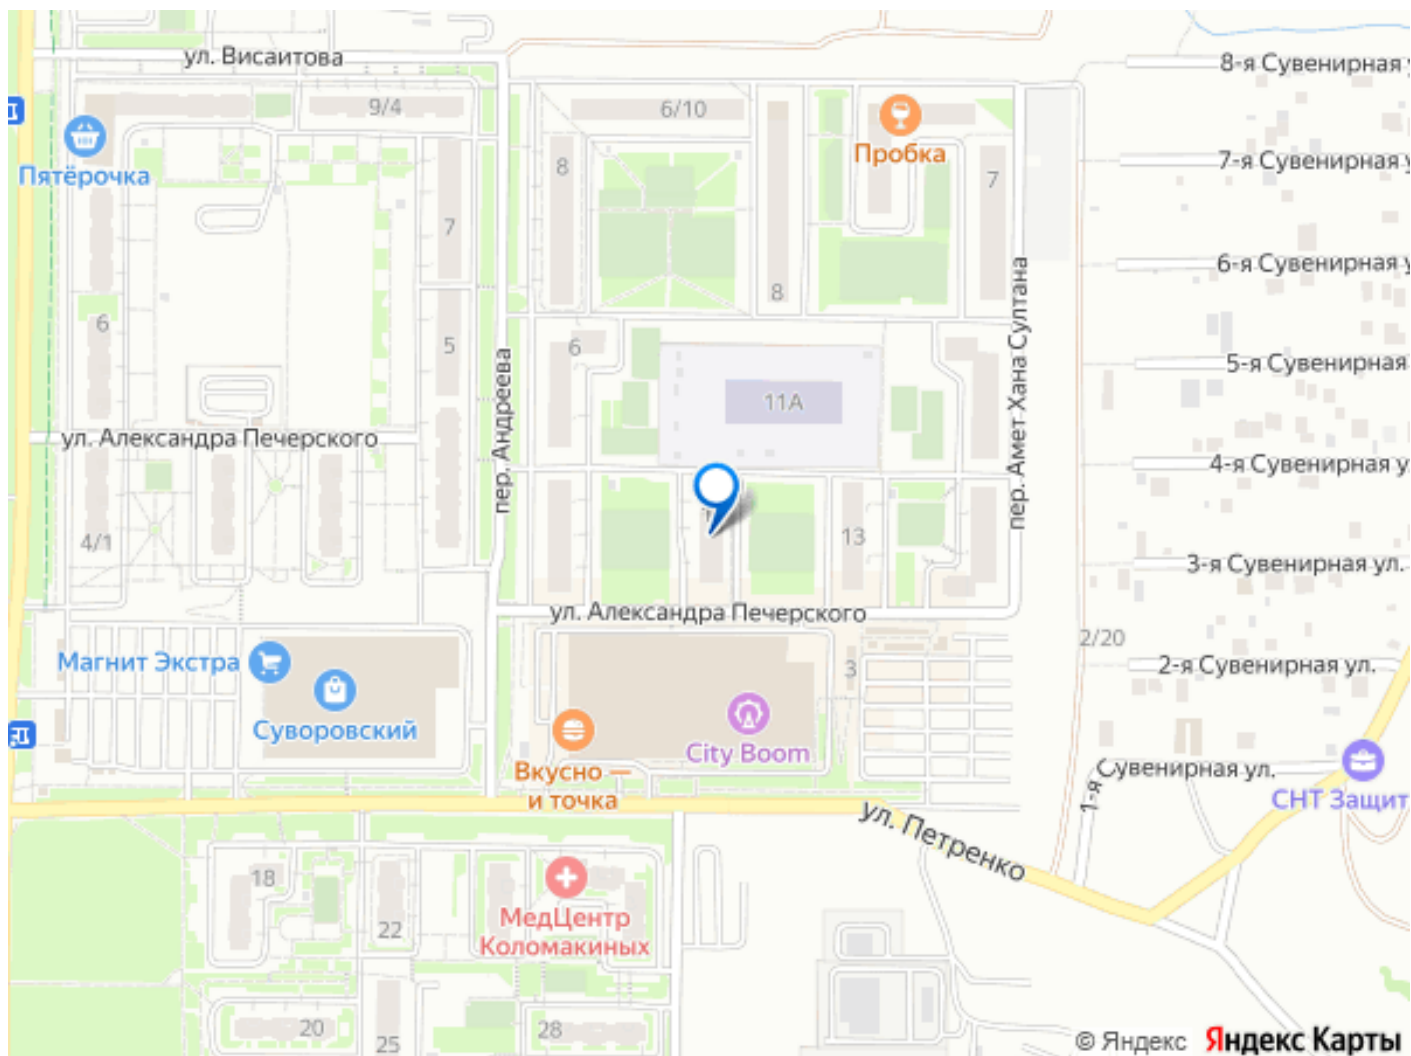 ул. Висаитова
8-я Сувенирная у
9/4
6/10
Пробка
Пятёрочка
7-я Сувенирная у
8
7
7
6-я Сувенирная у
8
6
5
6
пер. Андреева
пер. Амет Хана Султана
5-я Сувенирная
11А
ул. Александра Печерского
4-я Сувенирная у
4/1
13
3-я Сувенирная ул.
ул. Александра Печерского
2/20
Магнит Экстра
3
2-я Сувенирная ул.
Суворовский
City Boom
Вкусно —
и точка
1-я Сувенирная ул.
СНТ Защит
ул. Петренко
18
МедЦентр
Коломакиных
22
20
28
25
© Яндекс Яндекс Карты